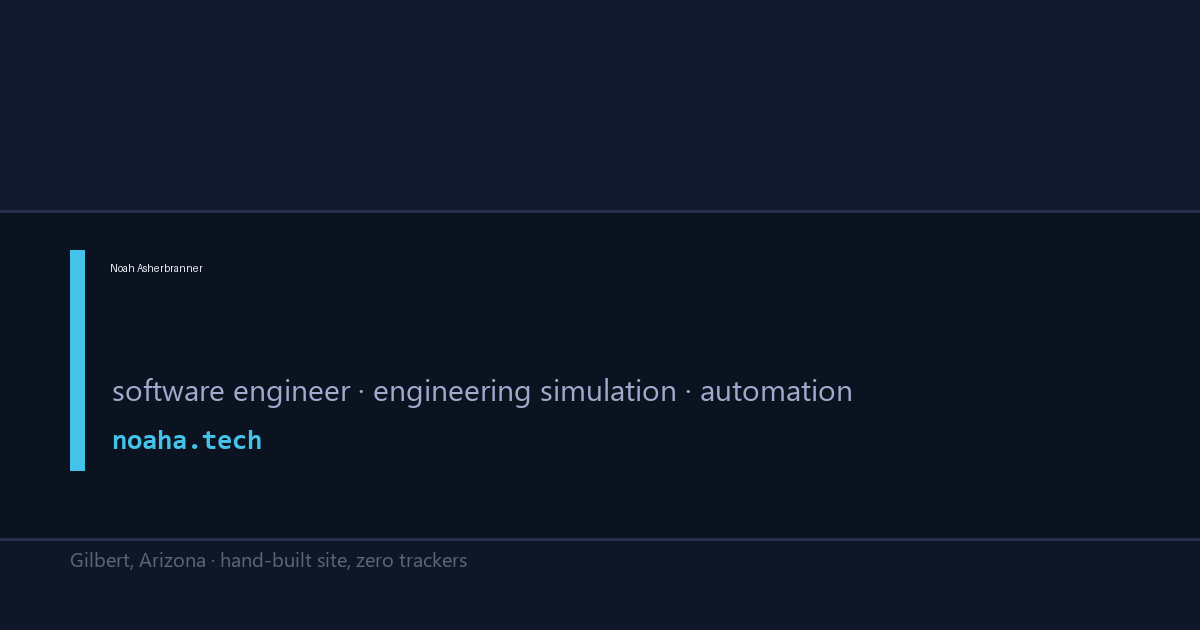 Noah Asherbranner
software engineer · engineering simulation · automation
noaha.tech
Gilbert, Arizona · hand-built site, zero trackers